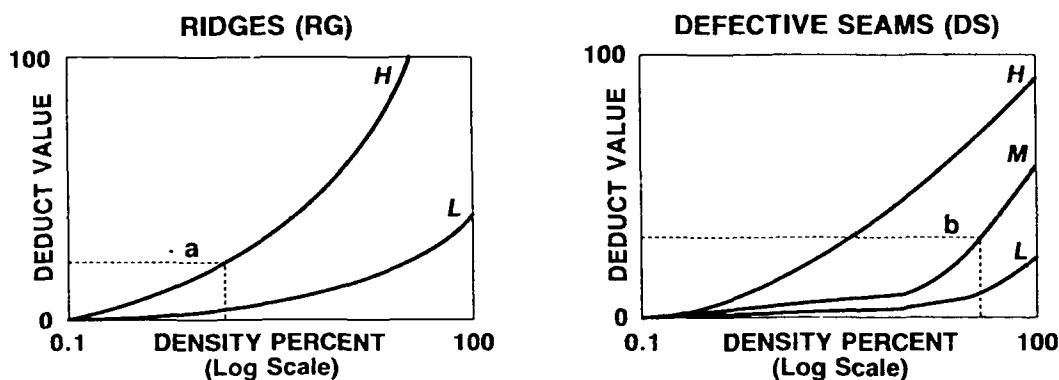 RIDGES (RG)
100
H
L
a
DEDUCT VALUE
0
0.1
DENSITY PERCENT
100
(Log Scale)
DEFECTIVE SEAMS (DS)
100
H
M
b
L
DEDUCT VALUE
0
0.1
DENSITY PERCENT
100
(Log Scale)